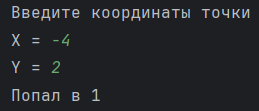 Введите координаты точки
X = -4
Y = 2
Попал в 1